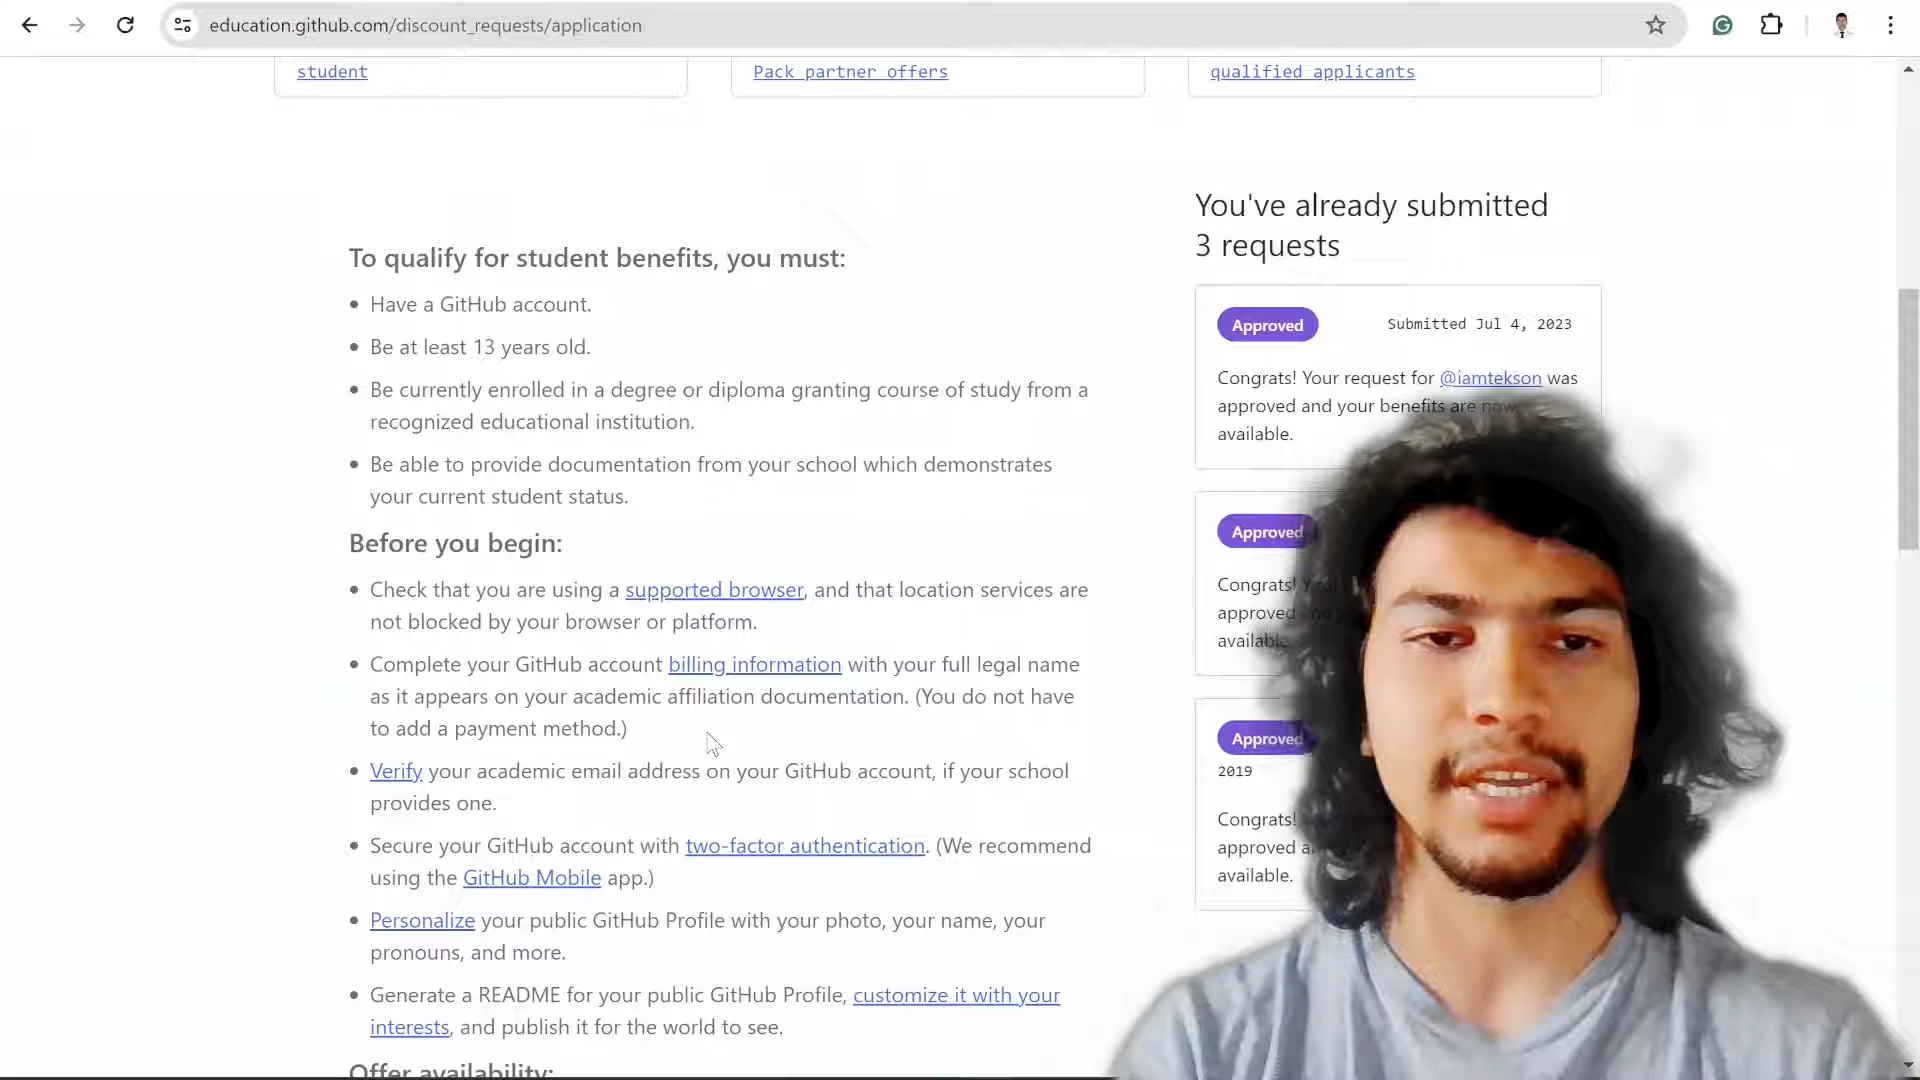 education.github.com/discount_requests/application
student
Pack partner offers
qualified applicants
To qualify for student benefits, you must:
Have a GitHub account.
Be at least 13 years old.
Be currently enrolled in a degree or diploma granting course of study from a
recognized educational institution.
Be able to provide documentation from your school which demonstrates
your current student status.
Before you begin:
Check that you are using a supported browser, and that location services are
not blocked by your browser or platform.
Complete your GitHub account billing information with your full legal name
as it appears on your academic affiliation documentation. (You do not have
to add a payment method.)
Verify your academic email address on your GitHub account, if your school
provides one.
Secure your GitHub account with two-factor authentication. (We recommend
using the GitHub Mobile app.)
Personalize your public GitHub Profile with your photo, your name, your
pronouns, and more.
Generate a README for your public GitHub Profile, customize it with your
interests, and publish it for the world to see.
Offer availability:
You've already submitted
3 requests
Approved
Submitted Jul 4, 2023
Congrats! Your request for @iamtekson was
approved and your benefits are now
available.
Approved
Congrats!
approved
Approved
2019
Congrats!
approved
available.